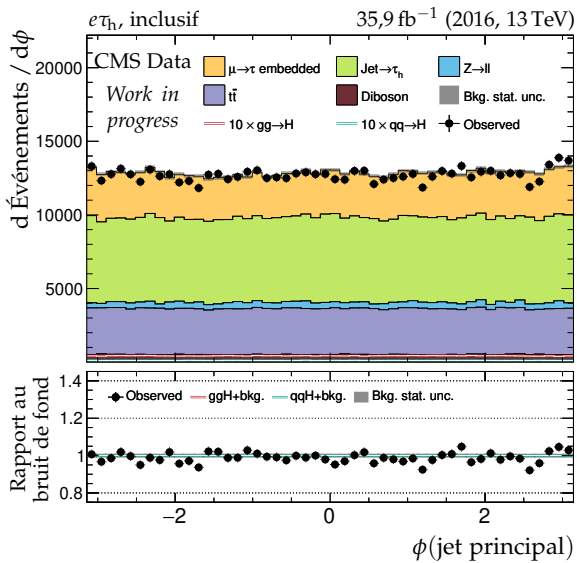 eτh, inclusif 35,9 fb−1 (2016, 13 TeV)
d Événements / dϕ
20000
15000
10000
5000
CMS Data
Work in
progress
μ→τ embedded Jet→τh Z→ll
tt̄ Diboson Bkg. stat. unc.
10 × gg→H 10 × qq→H Observed
Rapport au
bruit de fond
1.4
1.2
1.0
0.8
Observed ggH+bkg. qqH+bkg. Bkg. stat. unc.
−2 0 2
ϕ(jet principal)